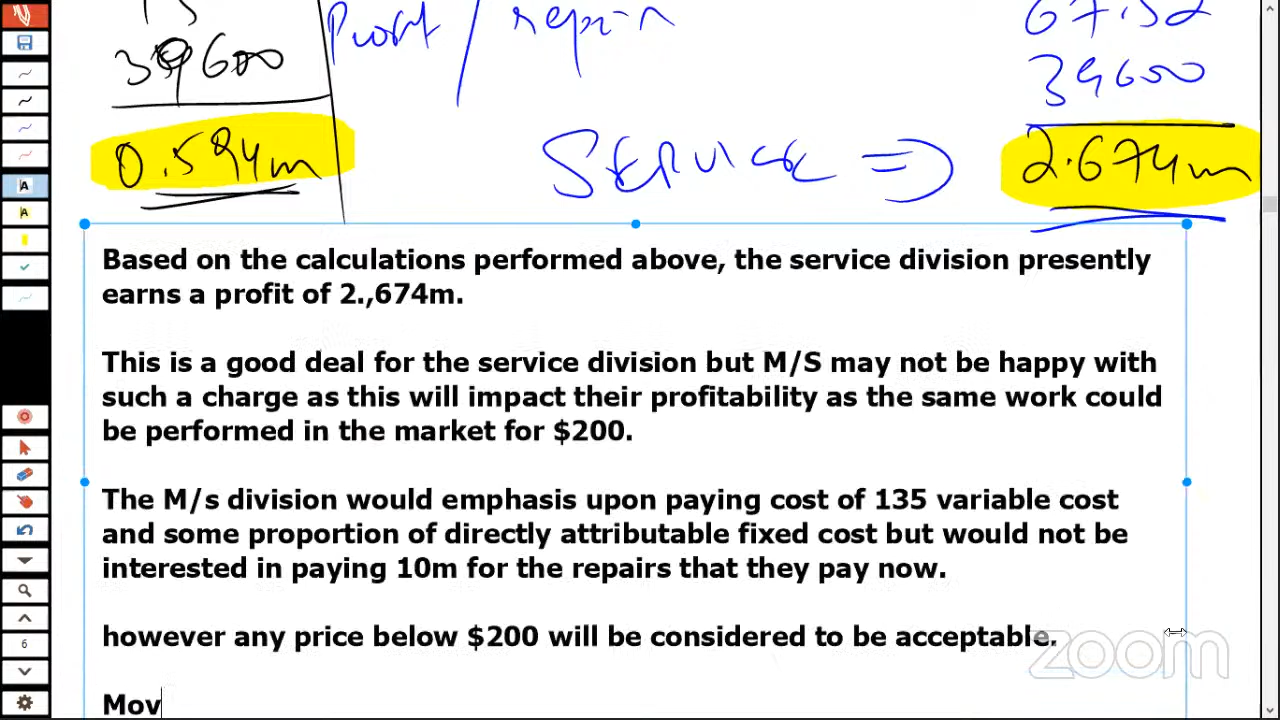 39600
Profit / repair
67.32
39600
0.594m
SERVICE =>
2.674m
Based on the calculations performed above, the service division presently
earns a profit of 2.,674m.
This is a good deal for the service division but M/S may not be happy with
such a charge as this will impact their profitability as the same work could
be performed in the market for $200.
The M/s division would emphasis upon paying cost of 135 variable cost
and some proportion of directly attributable fixed cost but would not be
interested in paying 10m for the repairs that they pay now.
however any price below $200 will be considered to be acceptable.
zoom
Mov
A
A
6